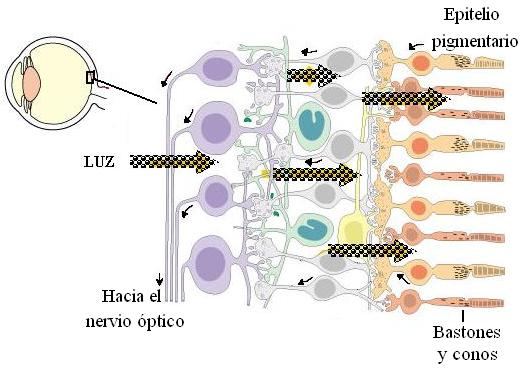 Epitelio
pigmentario
LUZ
Hacia el
nervio óptico
Bastones
y conos